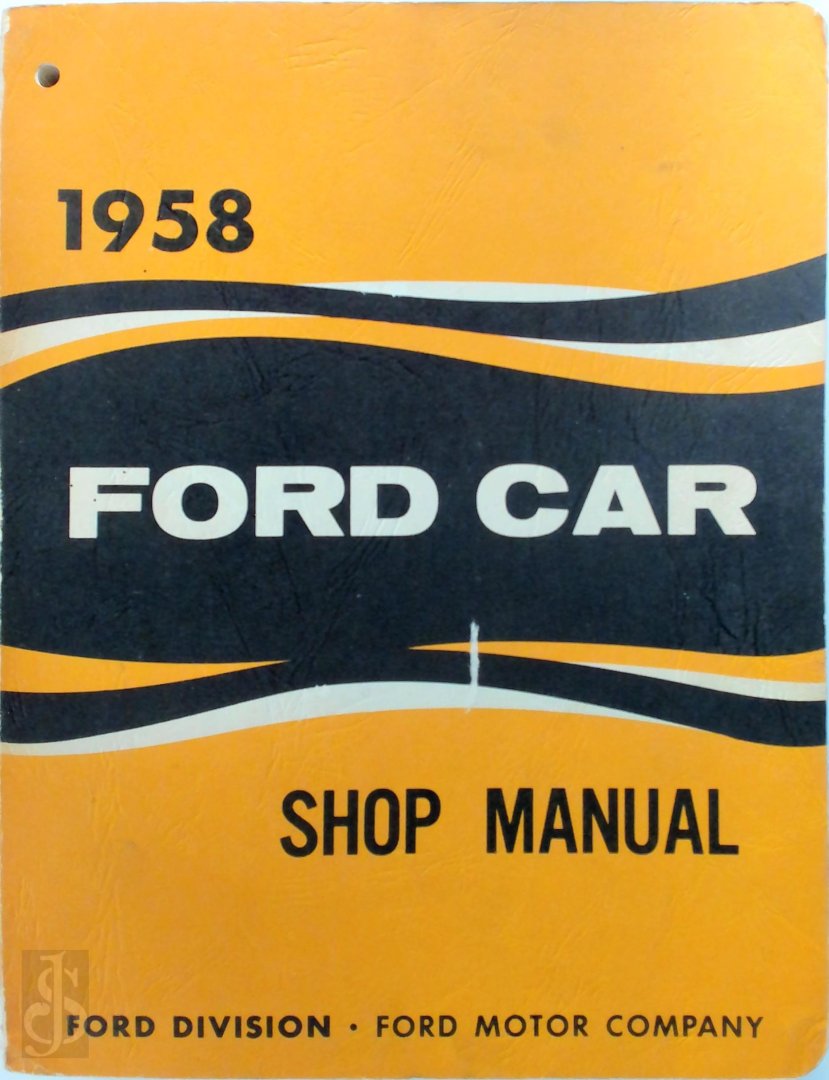 1958
FORD CAR
SHOP MANUAL
FORD DIVISION • FORD MOTOR COMPANY